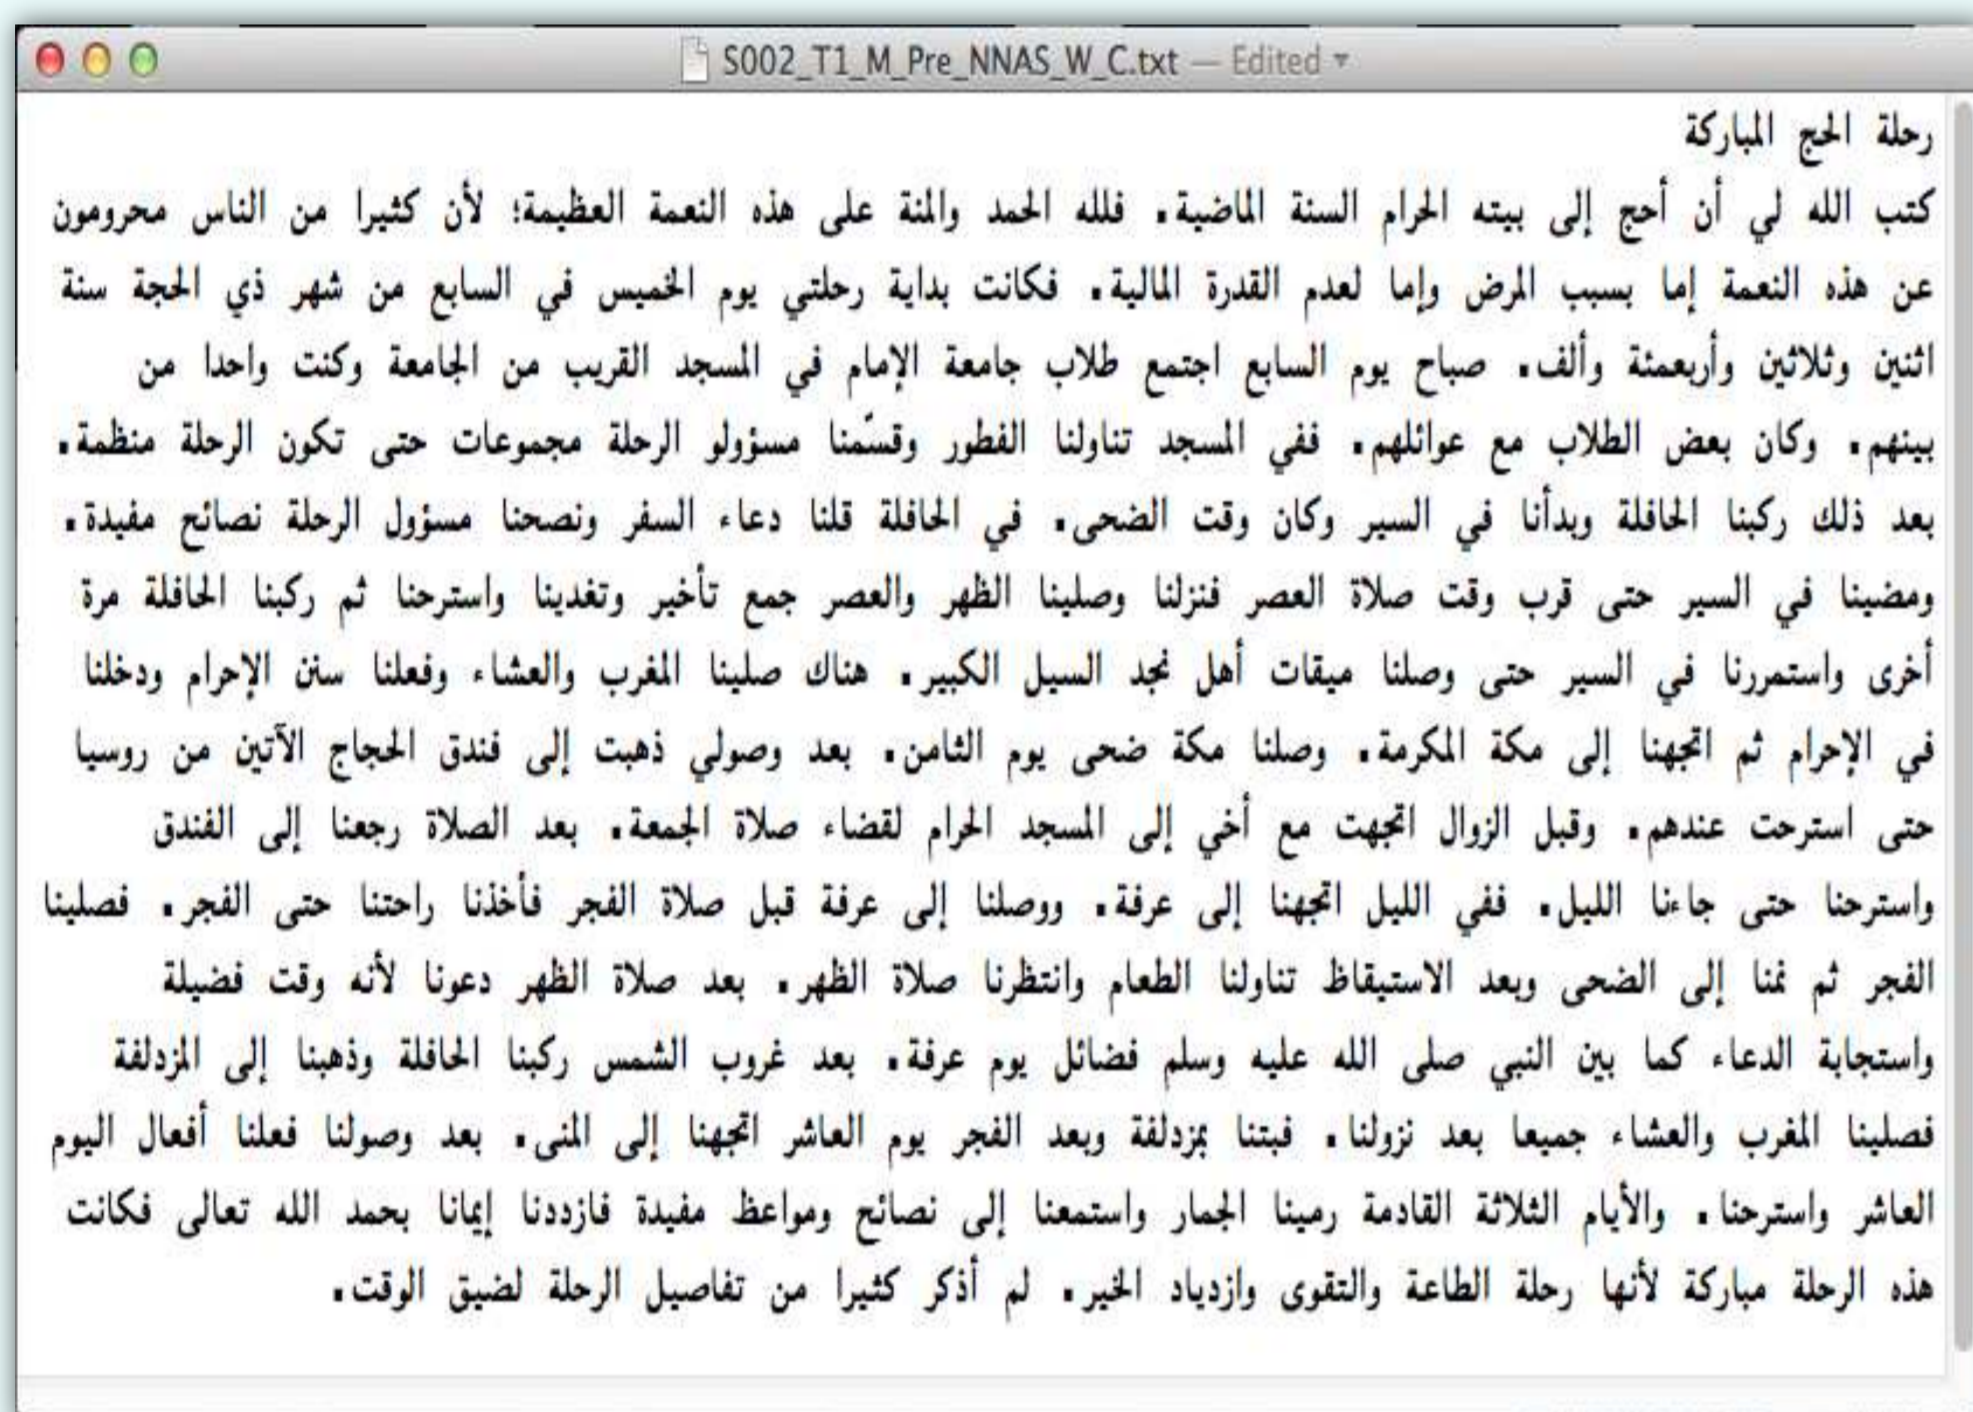 S002_T1_M_Pre_NNAS_W_C.txt — Edited
رحلة الحج المباركة
كتب الله لي أن أحج إلى بيته الحرام السنة الماضية. فلله الحمد والمنة على هذه النعمة العظيمة؛ لأن كثيرا من الناس محرومون
عن هذه النعمة إما بسبب المرض وإما لعدم القدرة المالية. فكانت بداية رحلتي يوم الخميس في السابع من شهر ذي الحجة سنة
اثنين وثلاثين وأربعمئة وألف. صباح يوم السابع اجتمع طلاب جامعة الإمام في المسجد القريب من الجامعة وكنت واحدا من
بينهم. وكان بعض الطلاب مع عوائلهم. ففي المسجد تناولنا الفطور وقسّمنا مسؤولو الرحلة مجموعات حتى تكون الرحلة منظمة.
بعد ذلك ركبنا الحافلة وبدأنا في السير وكان وقت الضحى. في الحافلة قلنا دعاء السفر ونصحنا مسؤول الرحلة نصائح مفيدة.
ومضينا في السير حتى قرب وقت صلاة العصر فنزلنا وصلينا الظهر والعصر جمع تأخير وتغدينا واسترحنا ثم ركبنا الحافلة مرة
أخرى واستمررنا في السير حتى وصلنا ميقات أهل نجد السيل الكبير. هناك صلينا المغرب والعشاء وفعلنا سنن الإحرام ودخلنا
في الإحرام ثم اتجهنا إلى مكة المكرمة. وصلنا مكة ضحى يوم الثامن. بعد وصولي ذهبت إلى فندق الحجاج الآتين من روسيا
حتى استرحت عندهم. وقبل الزوال اتجهت مع أخي إلى المسجد الحرام لقضاء صلاة الجمعة. بعد الصلاة رجعنا إلى الفندق
واسترحنا حتى جاءنا الليل. ففي الليل اتجهنا إلى عرفة. ووصلنا إلى عرفة قبل صلاة الفجر فأخذنا راحتنا حتى الفجر. فصلينا
الفجر ثم نمنا إلى الضحى وبعد الاستيقاظ تناولنا الطعام وانتظرنا صلاة الظهر. بعد صلاة الظهر دعونا لأنه وقت فضيلة
واستجابة الدعاء كما بين النبي صلى الله عليه وسلم فضائل يوم عرفة. بعد غروب الشمس ركبنا الحافلة وذهبنا إلى المزدلفة
فصلينا المغرب والعشاء جميعا بعد نزولنا. فبتنا بمزدلفة وبعد الفجر يوم العاشر اتجهنا إلى المنى. بعد وصولنا فعلنا أفعال اليوم
العاشر واسترحنا. والأيام الثلاثة القادمة رمينا الجمار واستمعنا إلى نصائح ومواعظ مفيدة فازددنا إيمانا بحمد الله تعالى فكانت
هذه الرحلة مباركة لأنها رحلة الطاعة والتقوى وازدياد الخير. لم أذكر كثيرا من تفاصيل الرحلة لضيق الوقت.